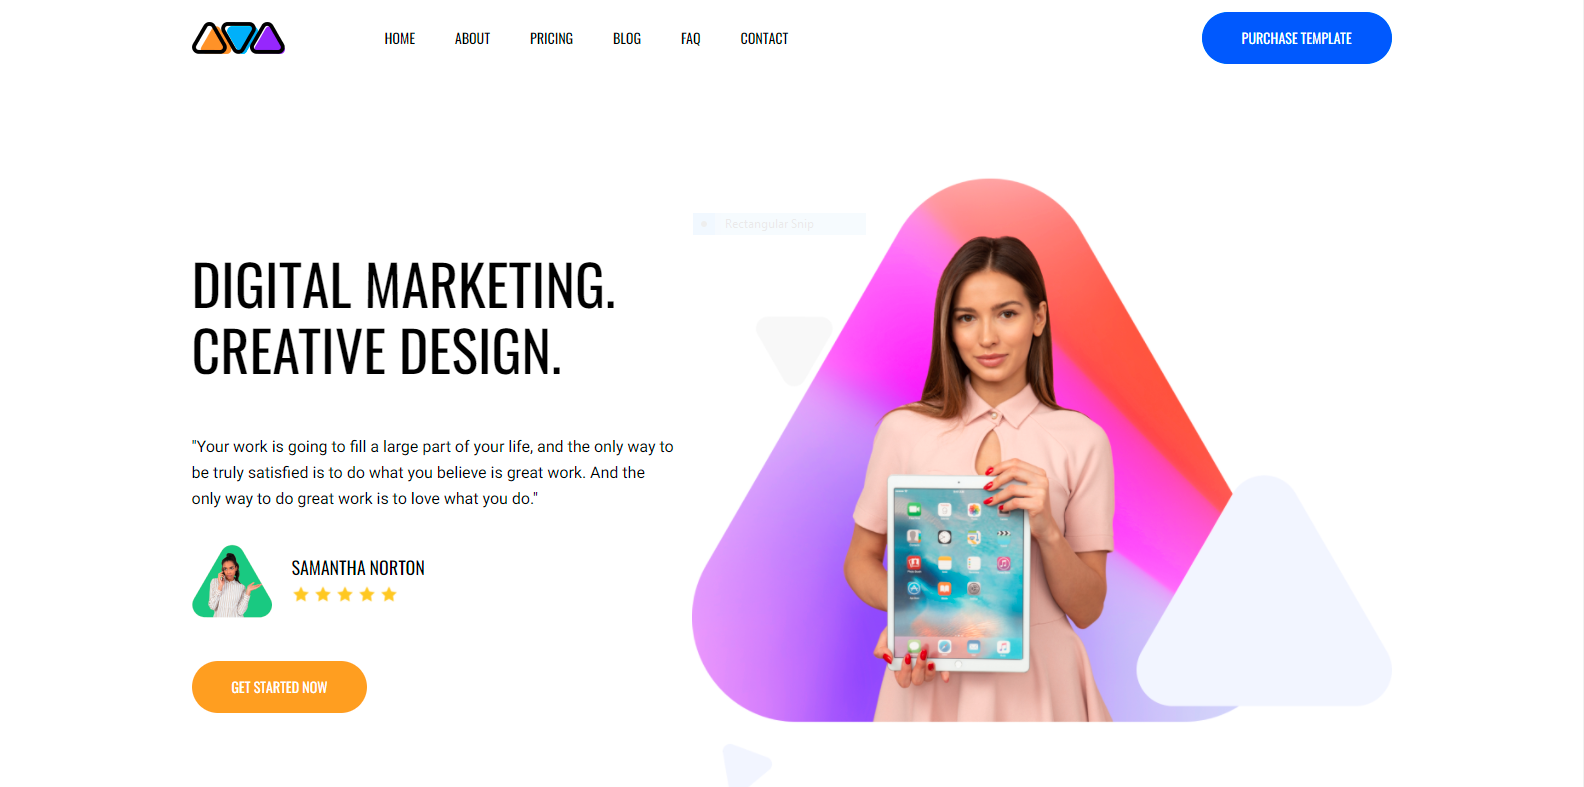 HOME ABOUT PRICING BLOG FAQ CONTACT PURCHASE TEMPLATE
Rectangular Snip
DIGITAL MARKETING.
CREATIVE DESIGN.
"Your work is going to fill a large part of your life, and the only way to
be truly satisfied is to do what you believe is great work. And the
only way to do great work is to love what you do."
SAMANTHA NORTON
GET STARTED NOW